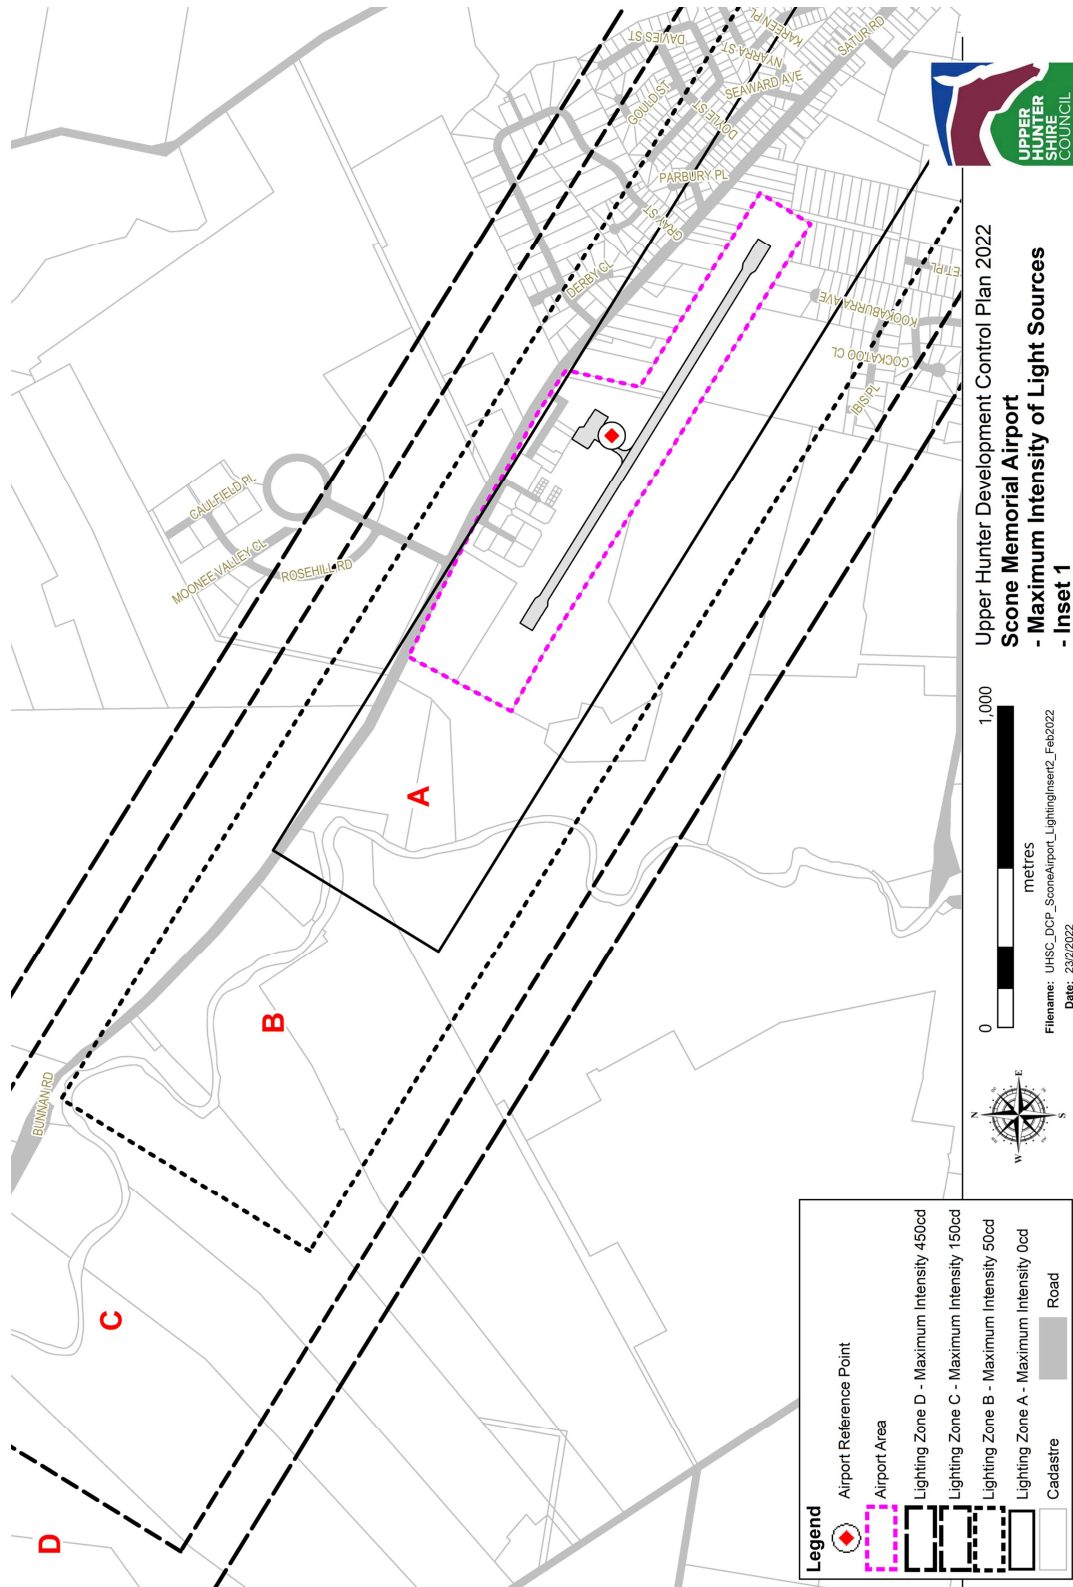 DAVIES ST
KAREEN PL
NYARRA ST
SATUR RD
SEAWARD AVE
GOULD ST
DOYLE ST
PARBURY PL
GRAY ST
DERBY CL
KOOKABURRA AVE
COCKATOO CL
IBIS PL
ET PL
CAULFIELD PL
MOONEE VALLEY CL
ROSEHILL RD
BUNNAN RD
A
B
C
D
Legend
Airport Reference Point
Airport Area
Lighting Zone D - Maximum Intensity 450cd
Lighting Zone C - Maximum Intensity 150cd
Lighting Zone B - Maximum Intensity 50cd
Lighting Zone A - Maximum Intensity 0cd
Cadastre
Road
N
E
S
W
0
1,000
metres
Filename: UHSC_DCP_SconeAirport_LightingInsert2_Feb2022
Date: 23/2/2022
Upper Hunter Development Control Plan 2022
Scone Memorial Airport
- Maximum Intensity of Light Sources
- Inset 1
UPPER
HUNTER
SHIRE
COUNCIL